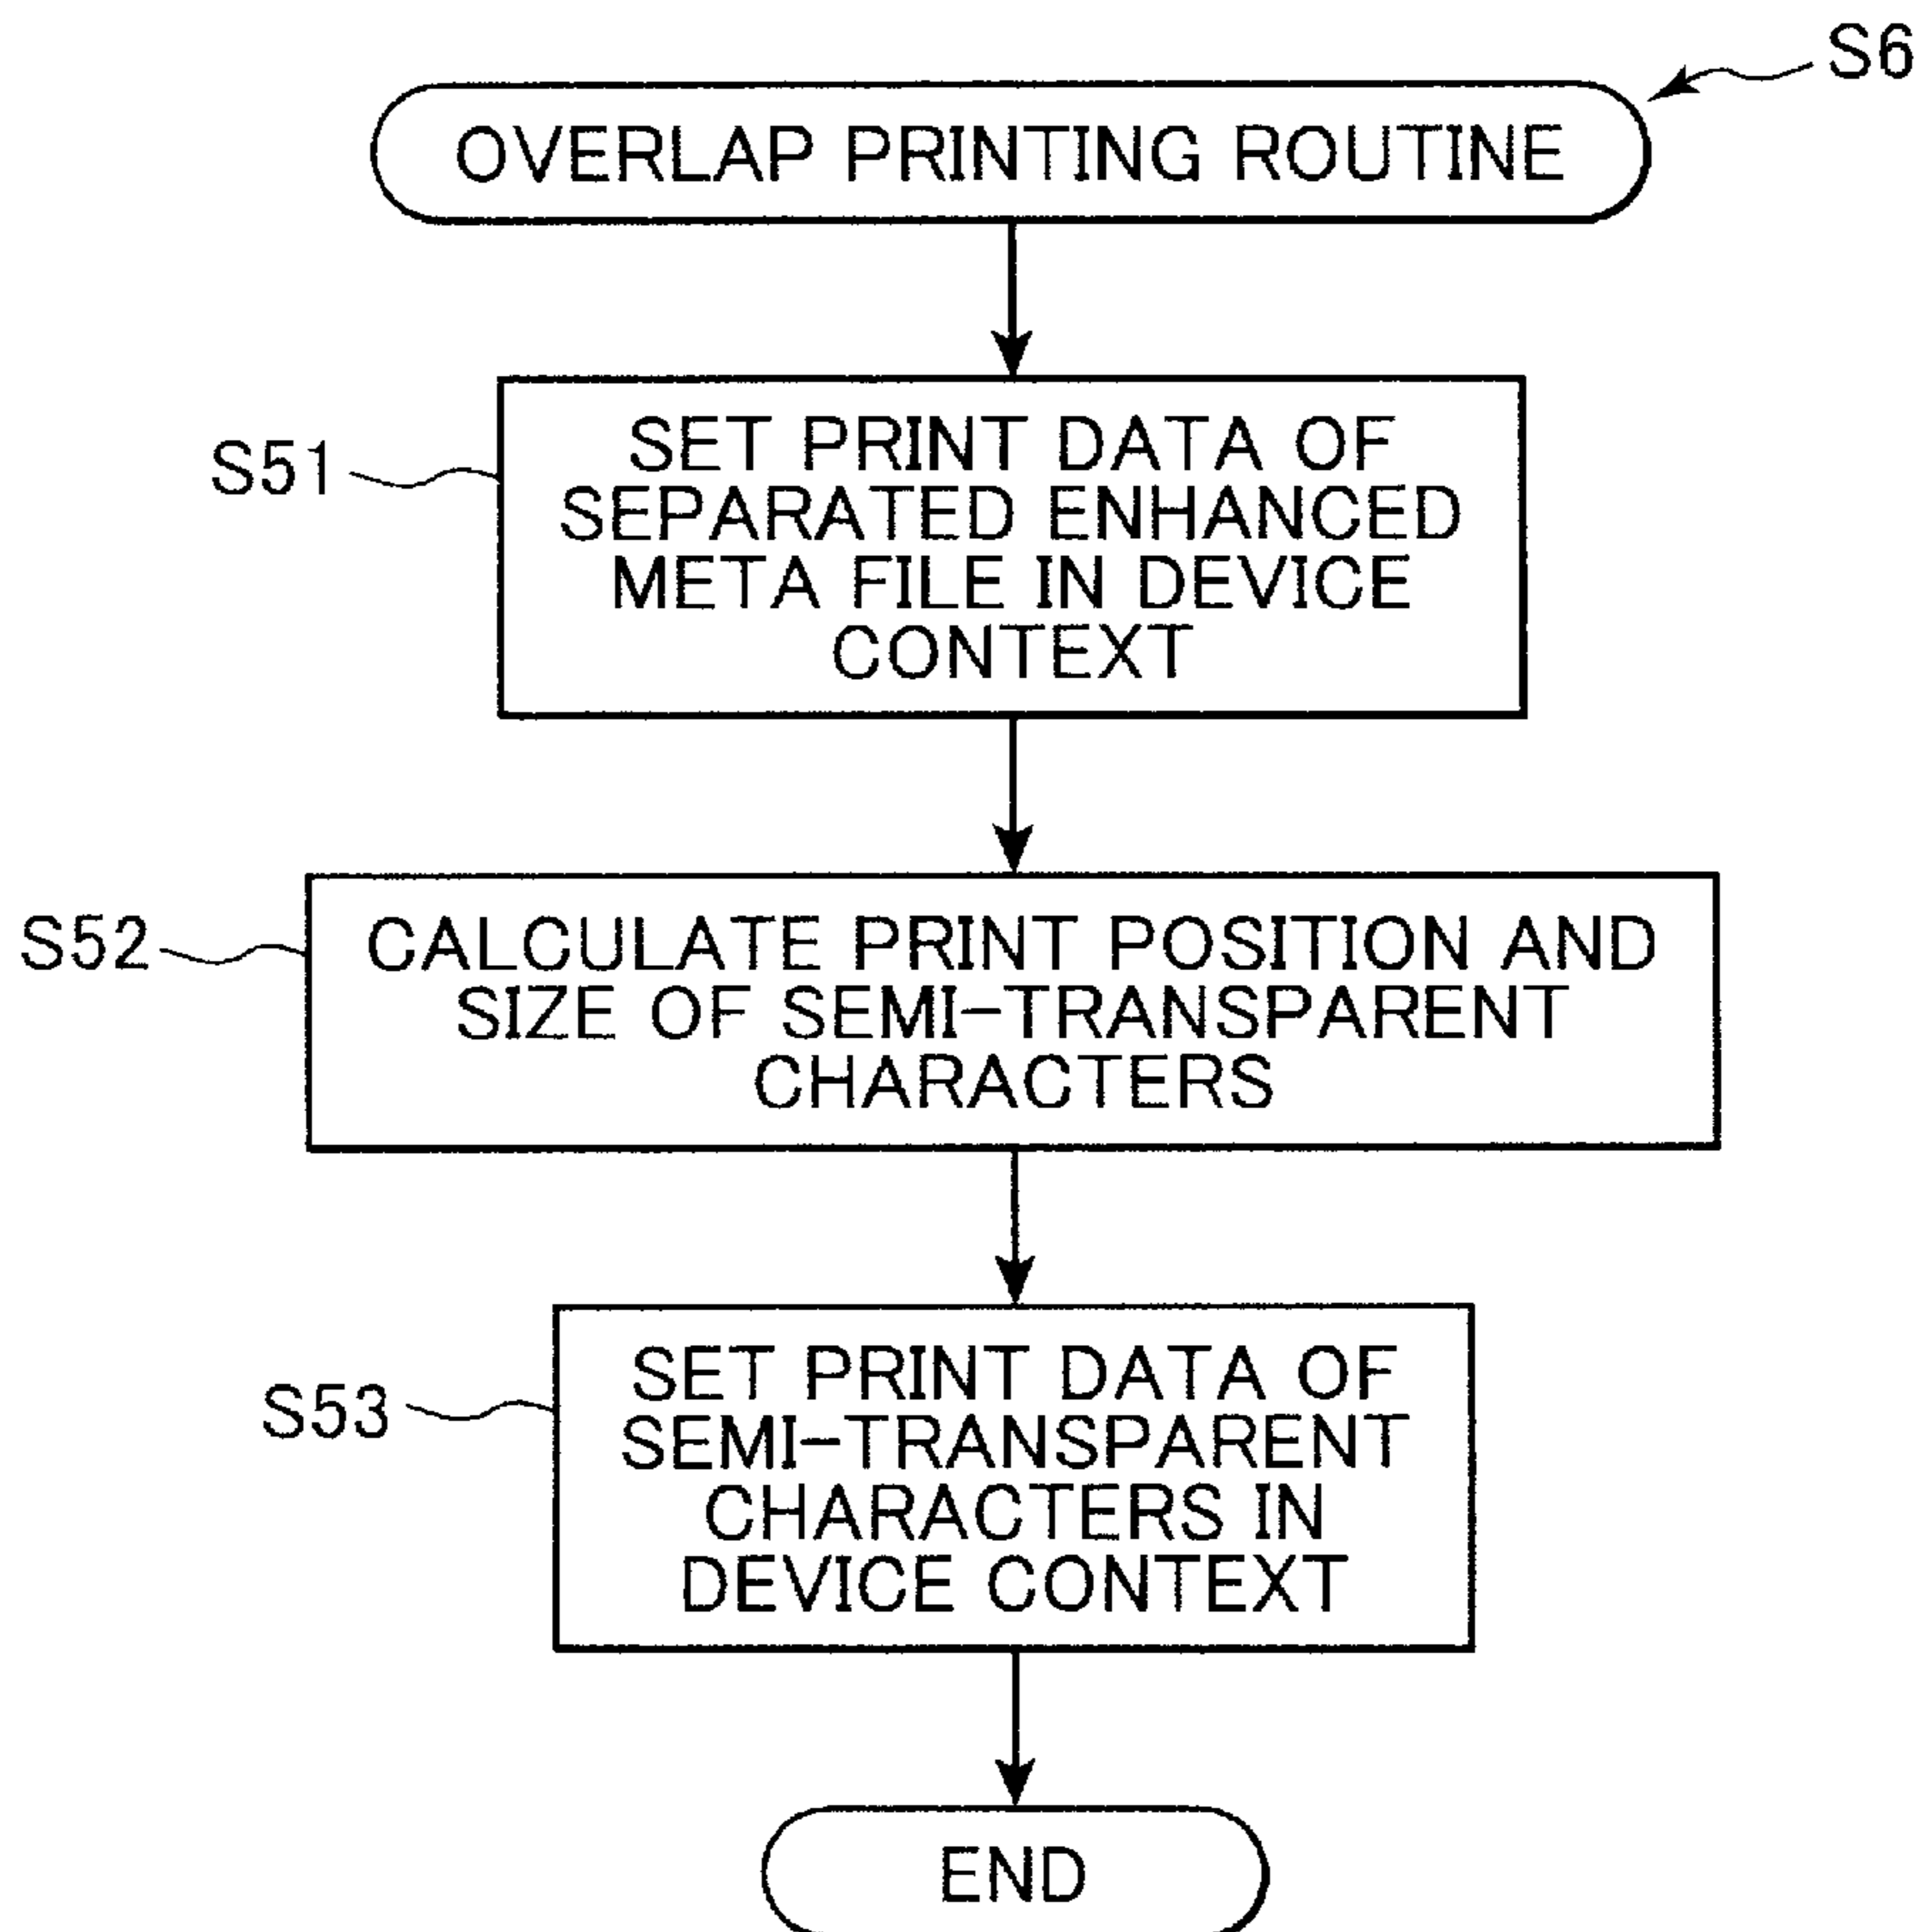 S6
OVERLAP PRINTING ROUTINE
S51
SET PRINT DATA OF
SEPARATED ENHANCED
META FILE IN DEVICE
CONTEXT
S52
CALCULATE PRINT POSITION AND
SIZE OF SEMI-TRANSPARENT
CHARACTERS
S53
SET PRINT DATA OF
SEMI-TRANSPARENT
CHARACTERS IN
DEVICE CONTEXT
END